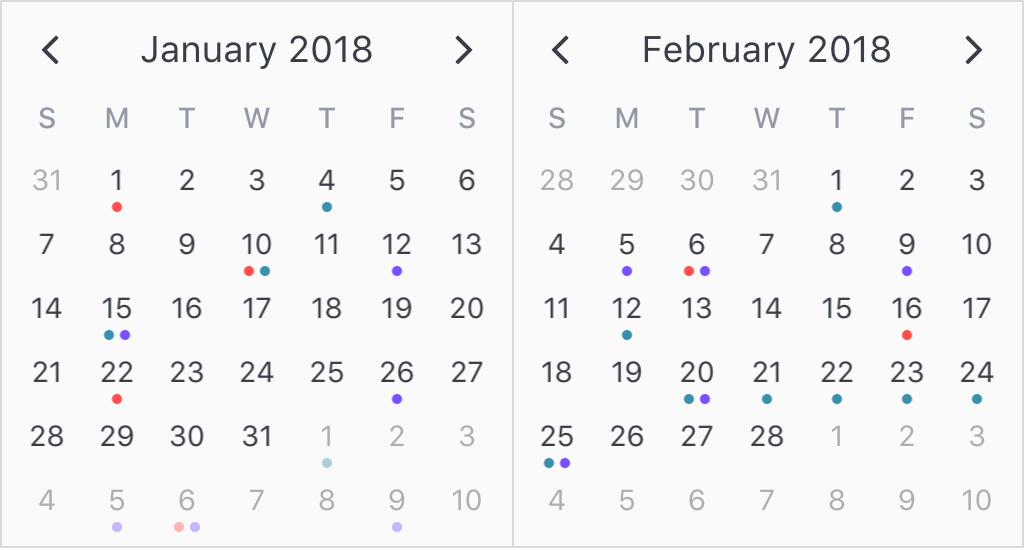 January 2018
S M T W T F S
31 1 2 3 4 5 6
7 8 9 10 11 12 13
14 15 16 17 18 19 20
21 22 23 24 25 26 27
28 29 30 31 1 2 3
4 5 6 7 8 9 10
February 2018
S M T W T F S
28 29 30 31 1 2 3
4 5 6 7 8 9 10
11 12 13 14 15 16 17
18 19 20 21 22 23 24
25 26 27 28 1 2 3
4 5 6 7 8 9 10